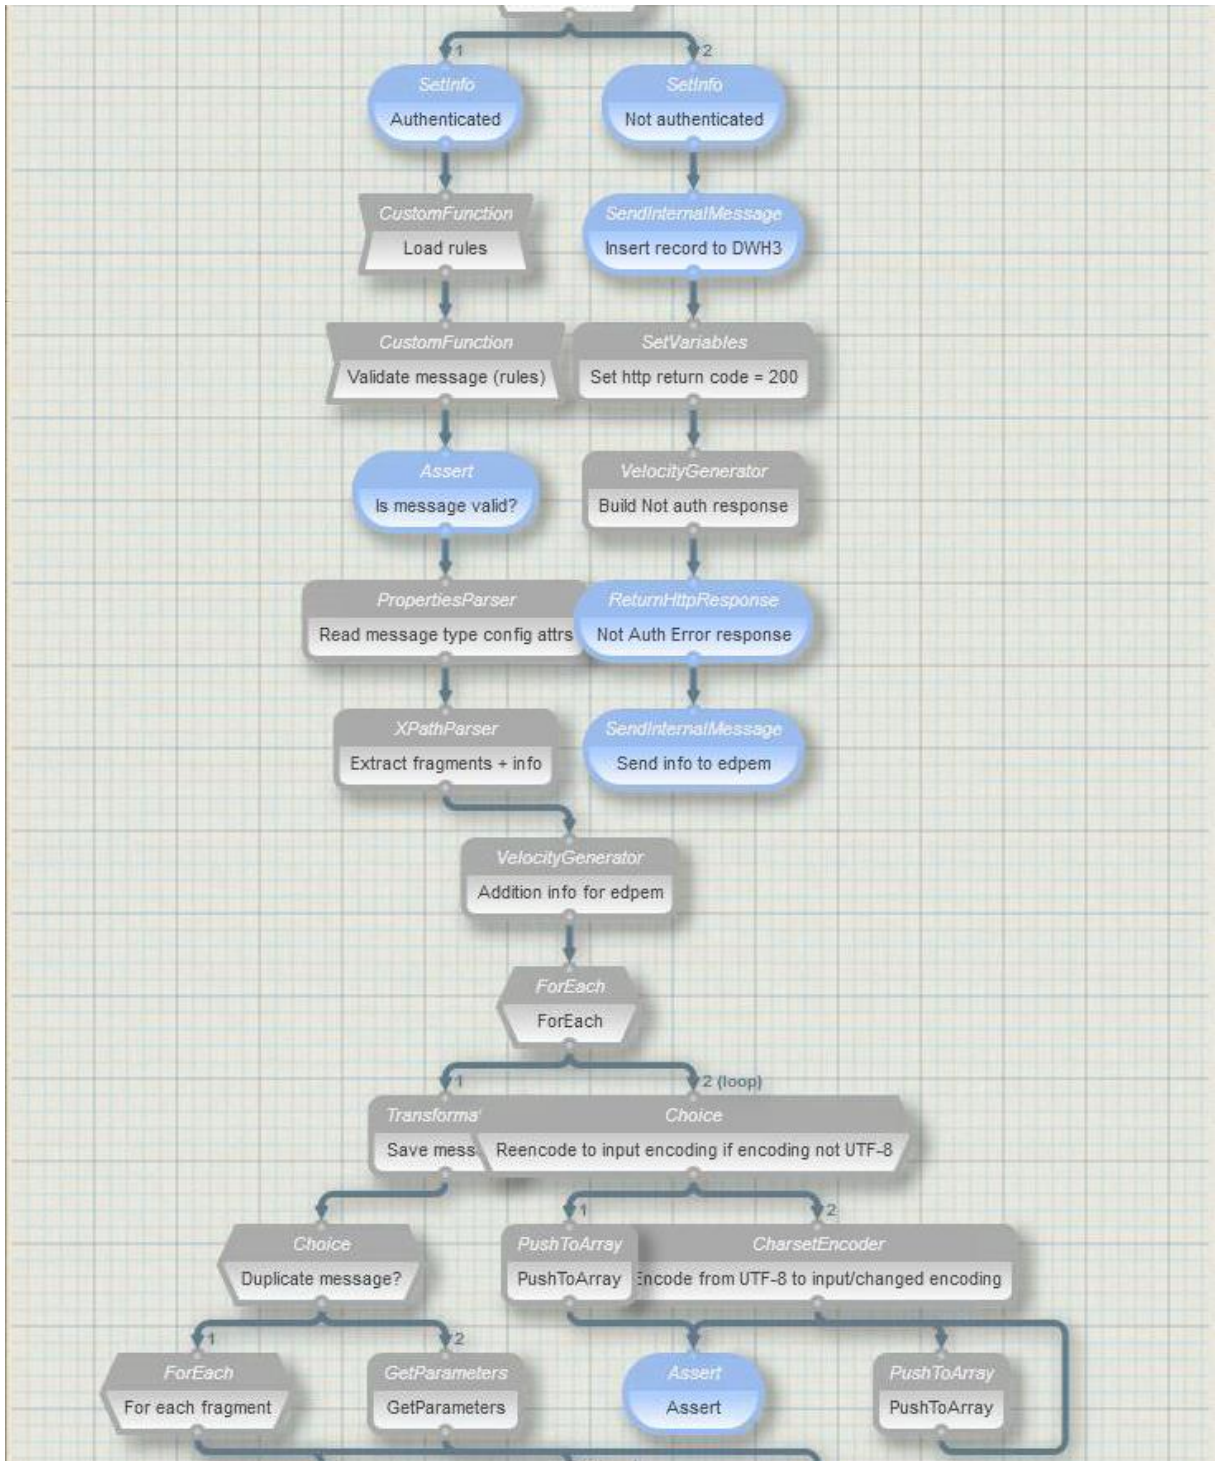 1
2
SetInfo
Authenticated
SetInfo
Not authenticated
CustomFunction
Load rules
SendInternalMessage
Insert record to DWH3
CustomFunction
Validate message (rules)
SetVariables
Set http return code = 200
Assert
Is message valid?
VelocityGenerator
Build Not auth response
PropertiesParser
Read message type config attrs
ReturnHttpResponse
Not Auth Error response
XPathParser
Extract fragments + info
SendInternalMessage
Send info to edpem
VelocityGenerator
Addition info for edpem
ForEach
ForEach
1
2 (loop)
Transforma
Save mess
Choice
Reencode to input encoding if encoding not UTF-8
1
2
Choice
Duplicate message?
PushToArray
PushToArray
CharsetEncoder
Encode from UTF-8 to input/changed encoding
1
2
ForEach
For each fragment
GetParameters
GetParameters
Assert
Assert
PushToArray
PushToArray